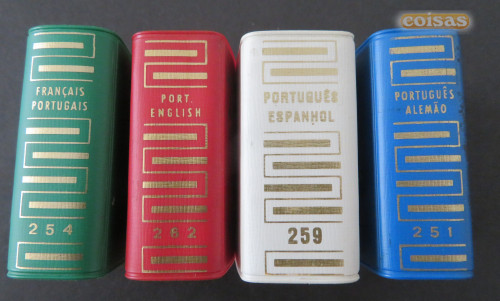 coisas
FRANÇAIS
PORTUGAIS
254
PORT.
ENGLISH
262
PORTUGUÊS
ESPANHOL
259
PORTUGUÊS
ALEMÃO
251